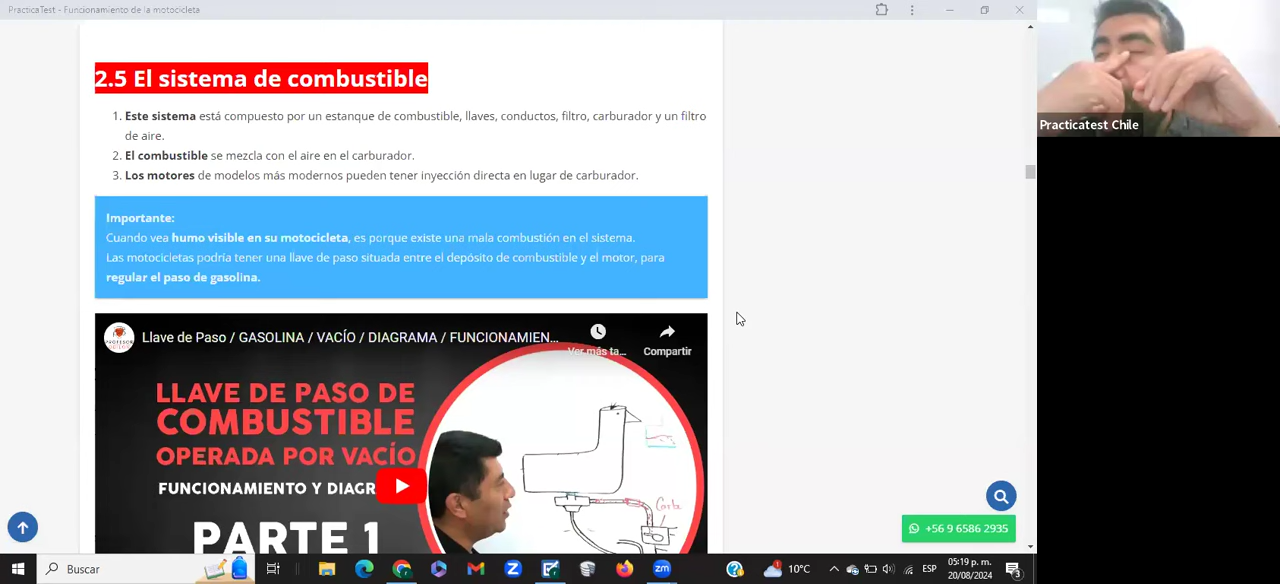 PracticaTest - Funcionamiento de la motocicleta
2.5 El sistema de combustible
1. Este sistema está compuesto por un estanque de combustible, llaves, conductos, filtro, carburador y un filtro
de aire.
2. El combustible se mezcla con el aire en el carburador.
3. Los motores de modelos más modernos pueden tener inyección directa en lugar de carburador.
Importante:
Cuando vea humo visible en su motocicleta, es porque existe una mala combustión en el sistema.
Las motocicletas podría tener una llave de paso situada entre el depósito de combustible y el motor, para
regular el paso de gasolina.
Llave de Paso / GASOLINA / VACÍO / DIAGRAMA / FUNCIONAMIEN...
Ver más ta...
Compartir
LLAVE DE PASO DE
COMBUSTIBLE
OPERADA POR VACÍO
FUNCIONAMIENTO Y DIAGR
PARTE 1
Practicatest Chile
+56 9 6586 2935
Buscar
10°C
ESP
05:19 p. m.
20/08/2024
3